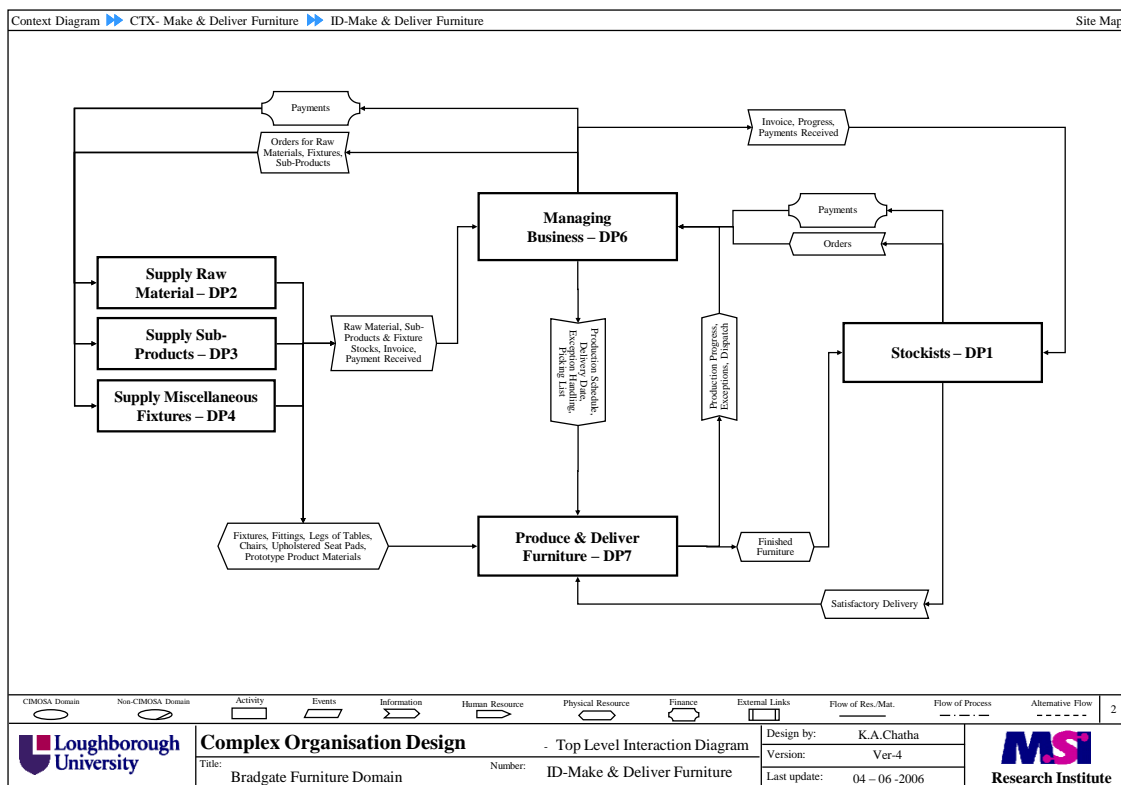 Context Diagram CTX- Make & Deliver Furniture ID-Make & Deliver Furniture Site Map
Payments
Invoice, Progress,
Payments Received
Orders for Raw
Materials, Fixtures,
Sub-Products
Managing
Business – DP6
Payments
Orders
Supply Raw
Material – DP2
Supply Sub-
Products – DP3
Supply Miscellaneous
Fixtures – DP4
Raw Material, Sub-
Products & Fixture
Stocks, Invoice,
Payment Received
Production Schedule,
Delivery Date,
Exception Handling,
Picking List
Production Progress,
Exceptions, Dispatch
Stockists – DP1
Fixtures, Fittings, Legs of Tables,
Chairs, Upholstered Seat Pads,
Prototype Product Materials
Produce & Deliver
Furniture – DP7
Finished
Furniture
Satisfactory Delivery
CIMOSA Domain Non-CIMOSA Domain Activity Events Information Human Resource Physical Resource Finance External Links Flow of Res./Mat. Flow of Process Alternative Flow 2
Loughborough
University
Complex Organisation Design - Top Level Interaction Diagram
Title: Bradgate Furniture Domain Number: ID-Make & Deliver Furniture
Design by: K.A.Chatha
Version: Ver-4
Last update: 04 – 06 -2006
MSi
Research Institute